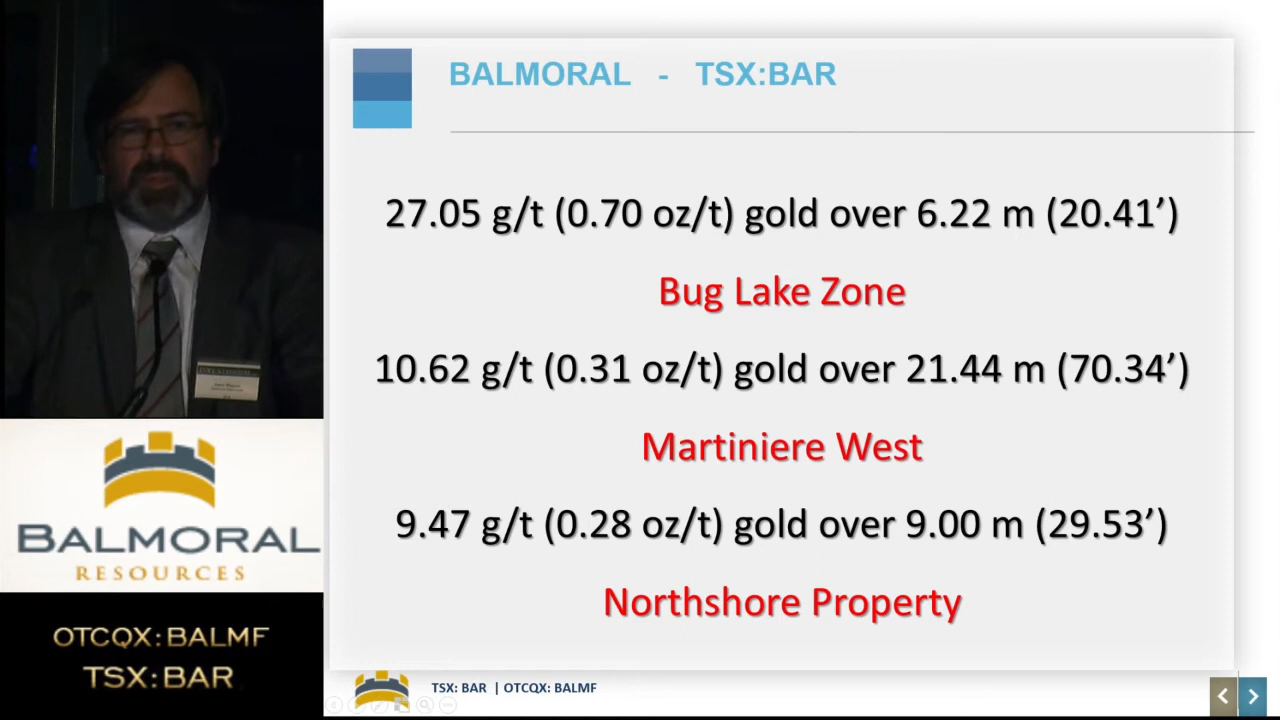 BALMORAL - TSX:BAR
27.05 g/t (0.70 oz/t) gold over 6.22 m (20.41’)
Bug Lake Zone
10.62 g/t (0.31 oz/t) gold over 21.44 m (70.34’)
Martiniere West
9.47 g/t (0.28 oz/t) gold over 9.00 m (29.53’)
Northshore Property
TSX: BAR | OTCQX: BALMF
BALMORAL
RESOURCES
OTCQX:BALMF
TSX:BAR